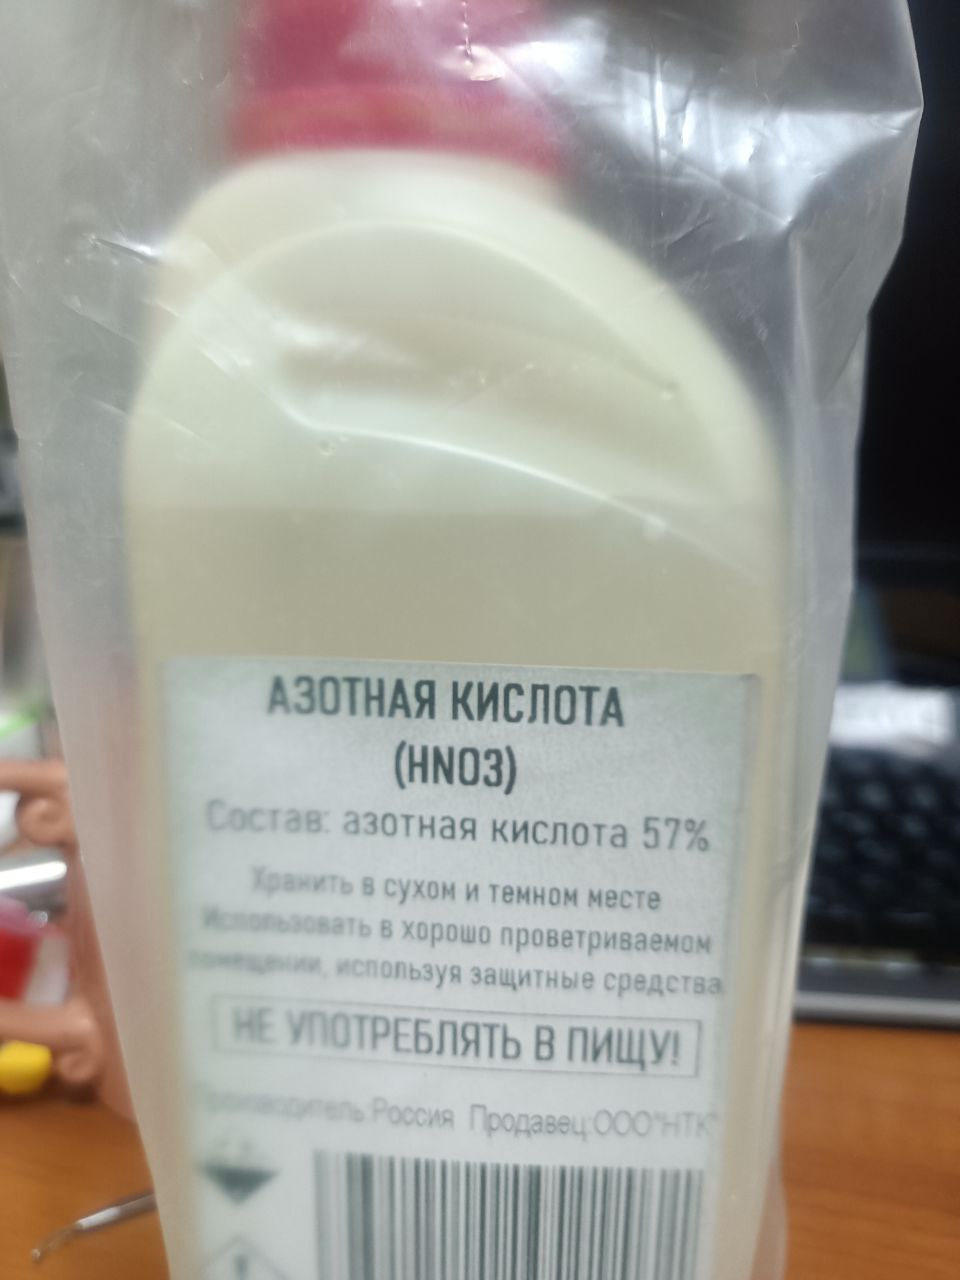 АЗОТНАЯ КИСЛОТА
(HNO3)
Состав: азотная кислота 57%
Хранить в сухом и темном месте
Использовать в хорошо проветриваемом
помещении, используя защитные средства
НЕ УПОТРЕБЛЯТЬ В ПИЩУ!
Производитель:Россия Продавец:ООО"НТК"